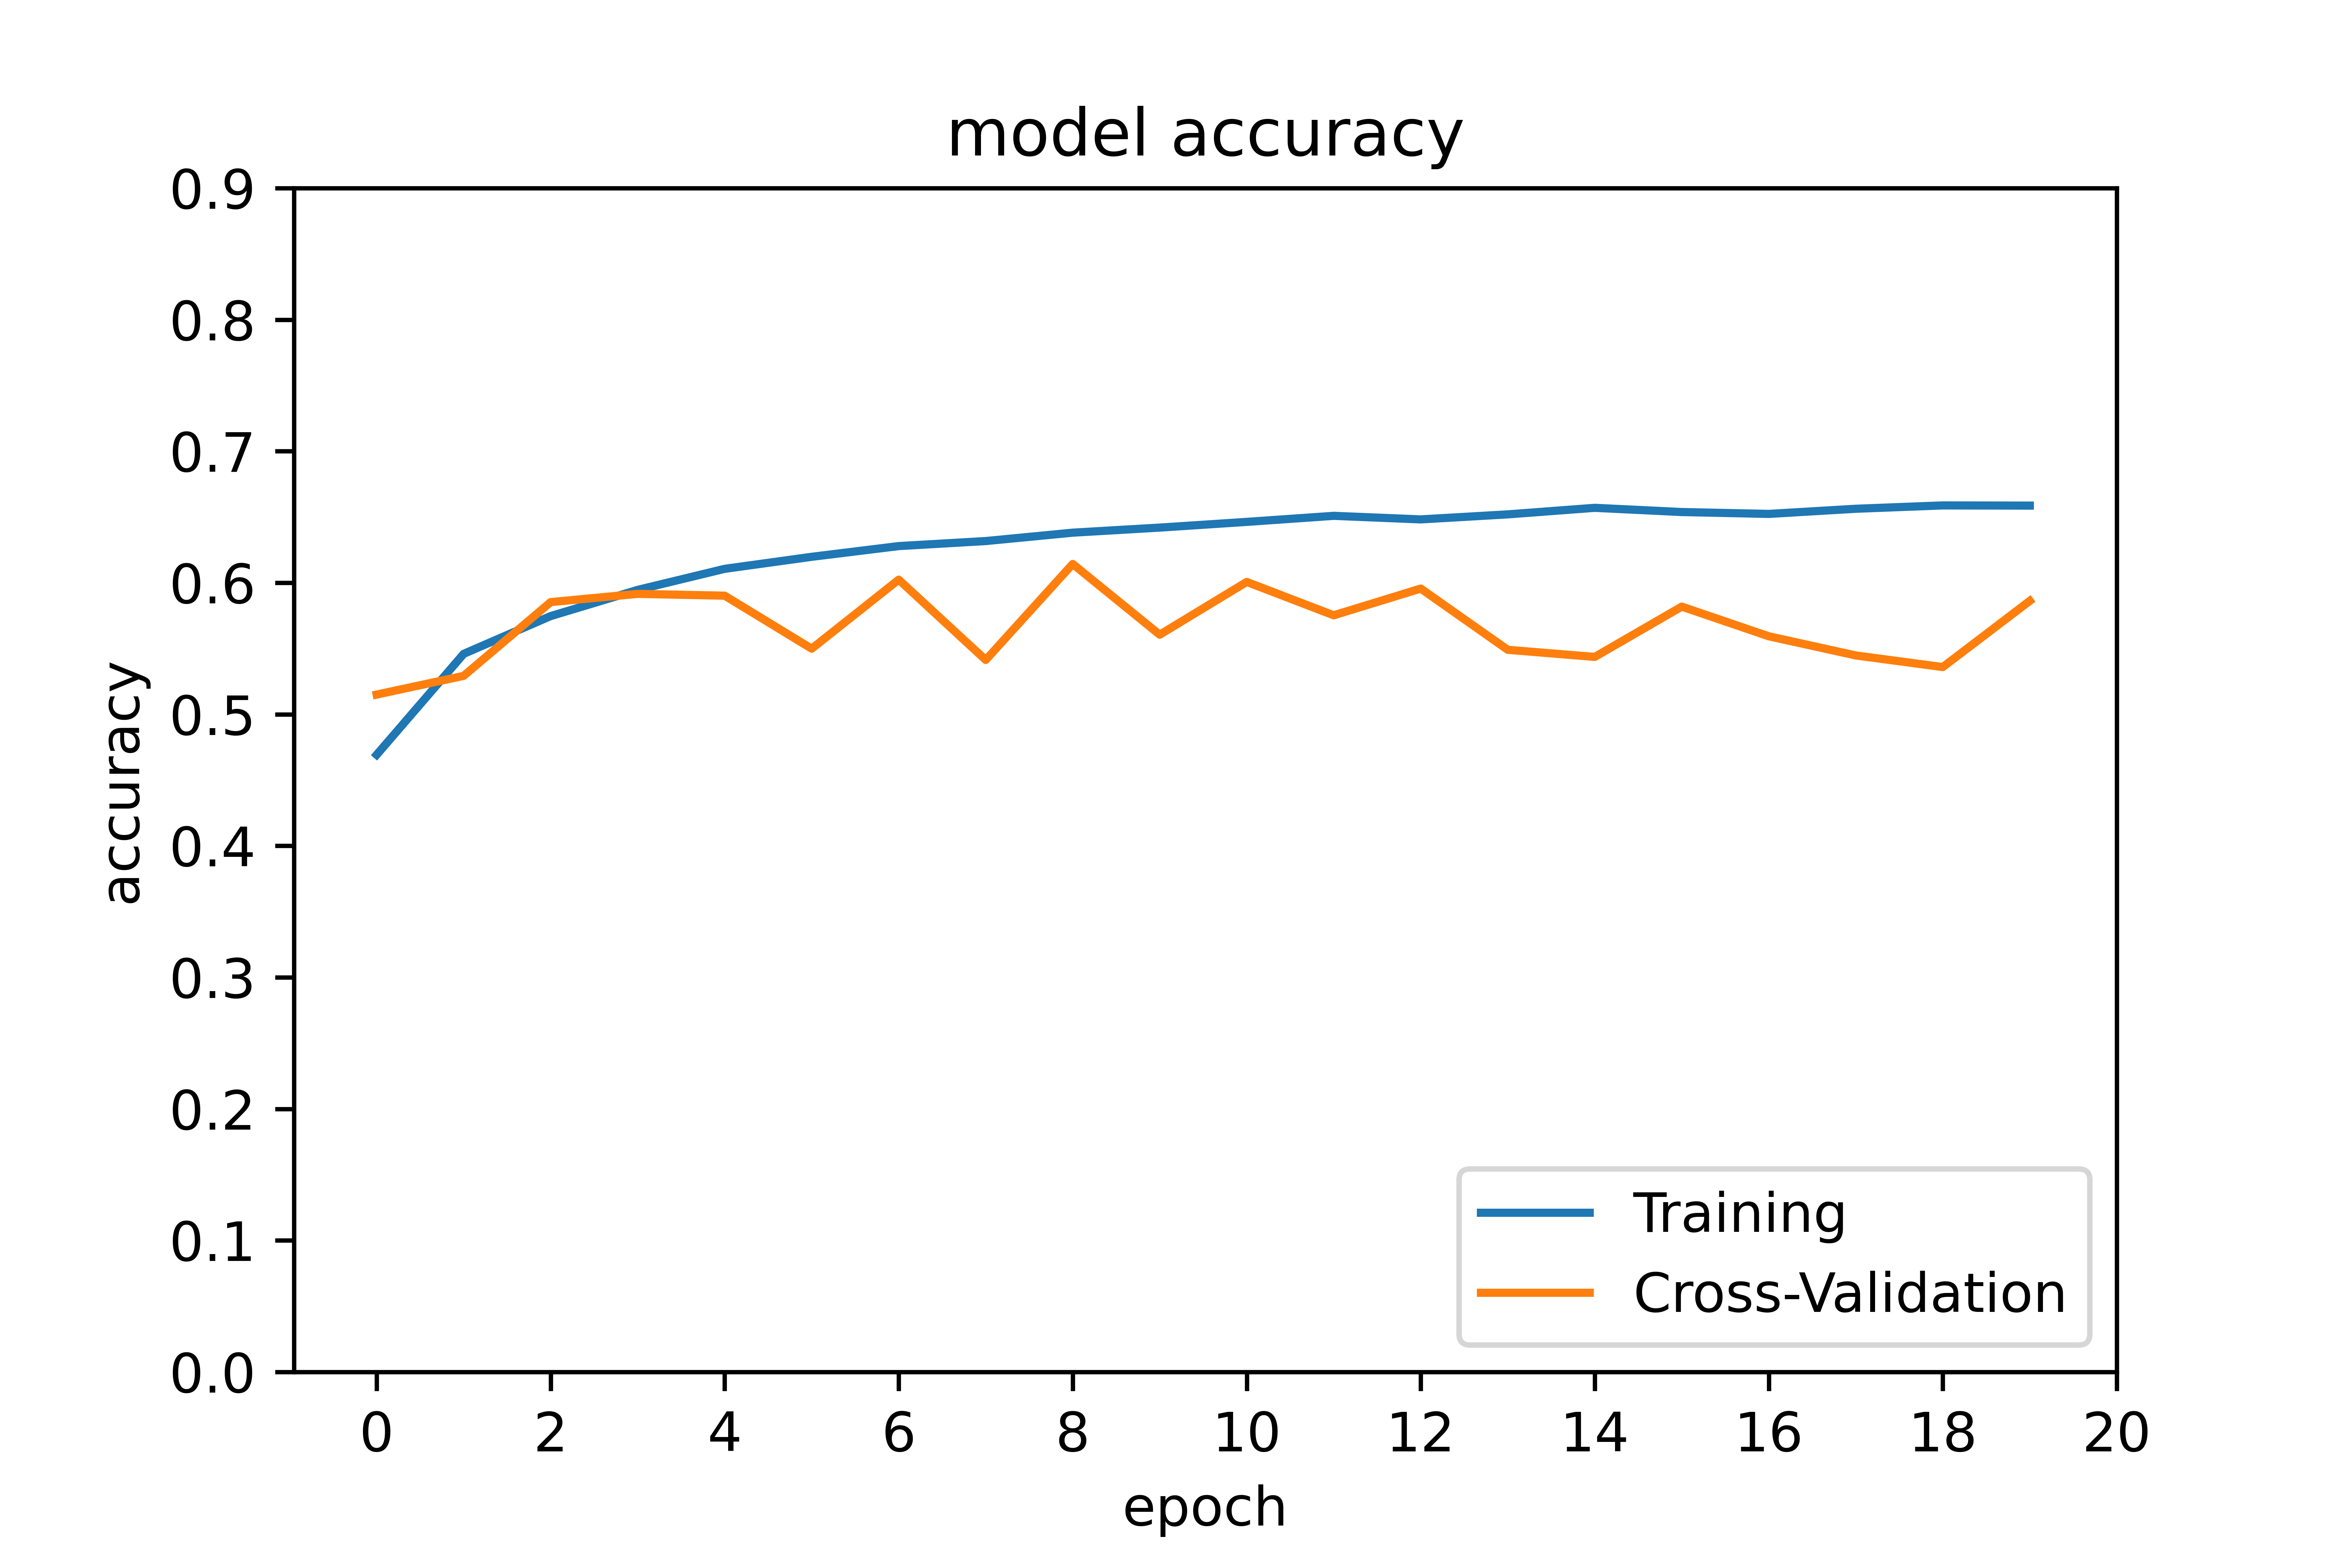 model accuracy
0.9
0.8
0.7
0.6
0.5
0.4
0.3
0.2
0.1
0.0
accuracy
Training
Cross-Validation
0 2 4 6 8 10 12 14 16 18 20
epoch